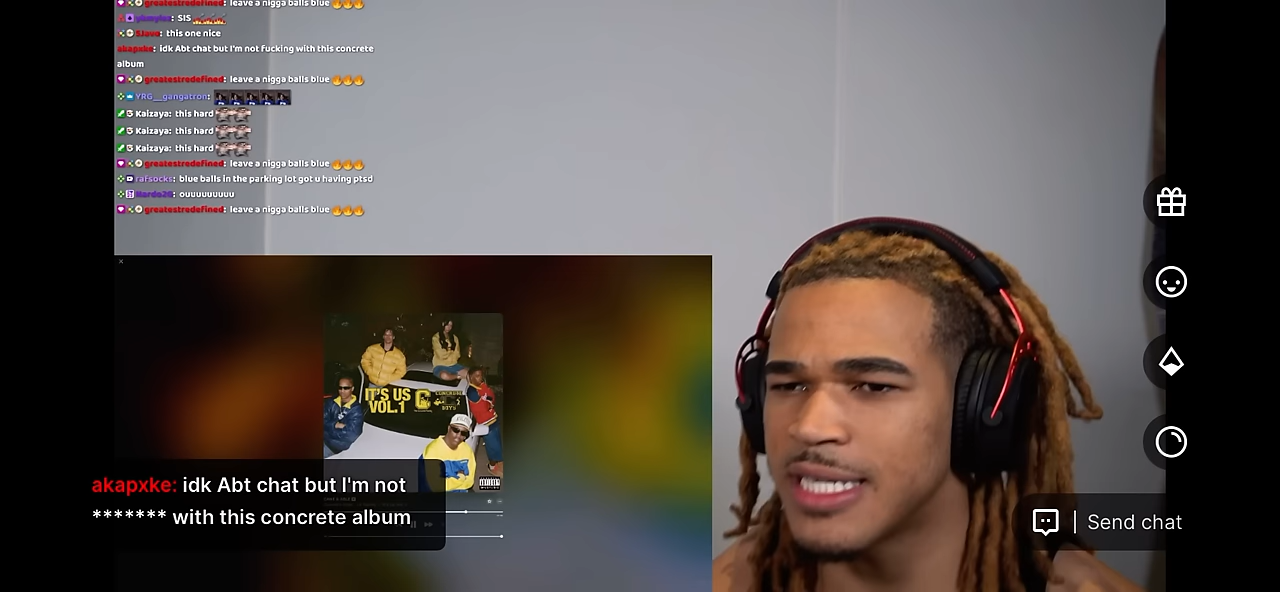 greatestredefined: leave a nigga balls blue 🔥🔥🔥
SIS
SJavo: this one nice
akapxke: idk Abt chat but I'm not fucking with this concrete
album
greatestredefined: leave a nigga balls blue 🔥🔥🔥
YRG__gangatron:
Kaizaya: this hard
Kaizaya: this hard
Kaizaya: this hard
greatestredefined: leave a nigga balls blue 🔥🔥🔥
rafsocks: blue balls in the parking lot got u having ptsd
ouuuuuuuuu
greatestredefined: leave a nigga balls blue 🔥🔥🔥
IT'S US
VOL.1
CONCRETE
BOYS
akapxke: idk Abt chat but I'm not
******* with this concrete album
Send chat